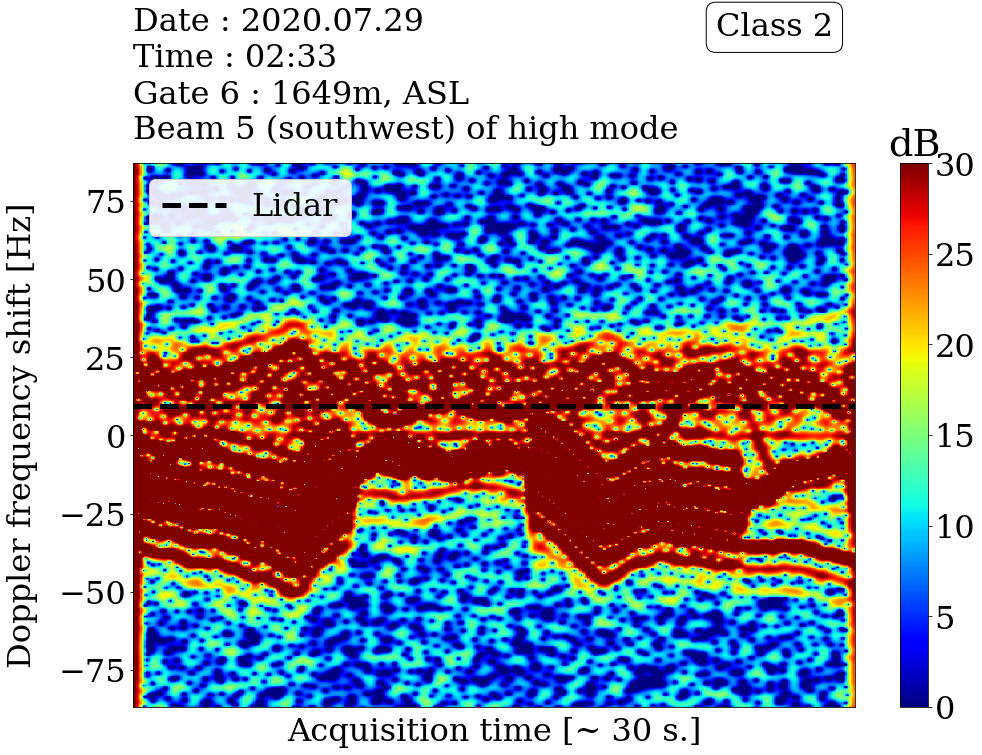 Date : 2020.07.29
Time : 02:33
Gate 6 : 1649m, ASL
Beam 5 (southwest) of high mode
Class 2
dB
Lidar
Doppler frequency shift [Hz]
75
50
25
0
−25
−50
−75
30
25
20
15
10
5
0
Acquisition time [~ 30 s.]